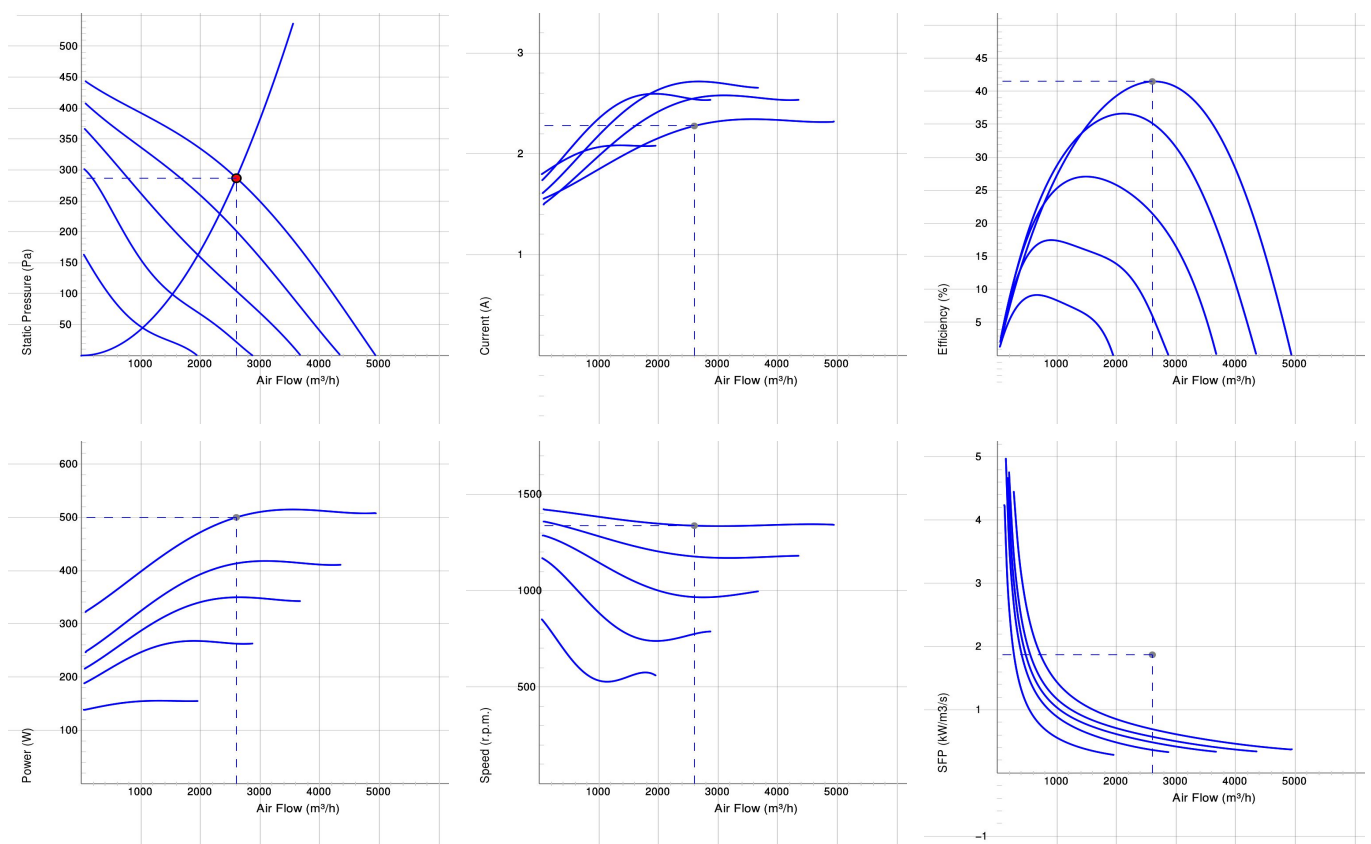 500
450
400
350
300
250
200
150
100
50
Static Pressure (Pa)
1000 2000 3000 4000 5000
Air Flow (m³/h)
3
2
1
Current (A)
1000 2000 3000 4000 5000
Air Flow (m³/h)
45
40
35
30
25
20
15
10
5
Efficiency (%)
1000 2000 3000 4000 5000
Air Flow (m³/h)
600
500
400
300
200
100
Power (W)
1000 2000 3000 4000 5000
Air Flow (m³/h)
1500
1000
500
Speed (r.p.m.)
1000 2000 3000 4000 5000
Air Flow (m³/h)
5
4
3
2
1
−1
SFP (kW/m3/s)
1000 2000 3000 4000 5000
Air Flow (m³/h)